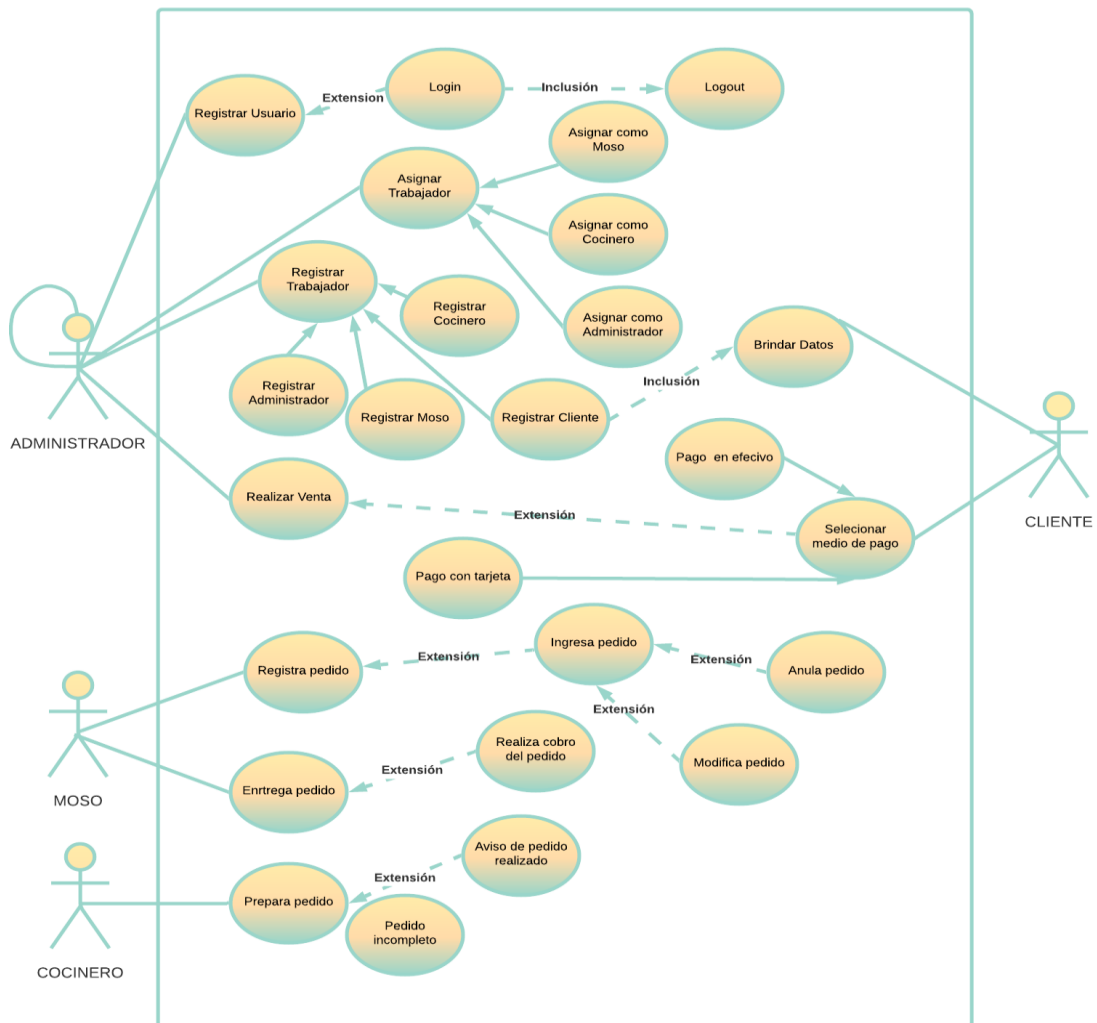 Login
Inclusión
Logout
Extension
Registrar Usuario
Asignar como
Moso
Asignar
Trabajador
Asignar como
Cocinero
Registrar
Trabajador
Registrar
Cocinero
Asignar como
Administrador
Brindar Datos
Inclusión
Registrar
Administrador
Registrar Moso
Registrar Cliente
ADMINISTRADOR
Pago en efecivo
Realizar Venta
Extensión
Selecionar
medio de pago
CLIENTE
Pago con tarjeta
Ingresa pedido
Extensión
Extensión
Registra pedido
Anula pedido
Extensión
Realiza cobro
del pedido
Modifica pedido
Extensión
Enrtrega pedido
MOSO
Aviso de pedido
realizado
Extensión
Prepara pedido
Pedido
incompleto
COCINERO